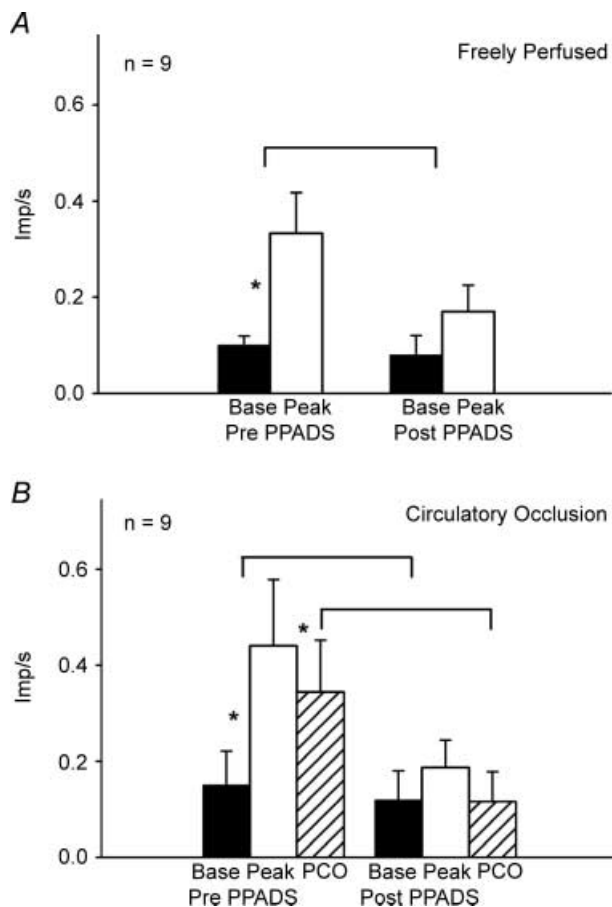 A
n = 9
Freely Perfused
0.6
0.4
0.2
0.0
Imp/s
*
Base Peak
Pre PPADS
Base Peak
Post PPADS
B
n = 9
Circulatory Occlusion
0.6
0.4
0.2
0.0
Imp/s
*
*
Base Peak PCO
Pre PPADS
Base Peak PCO
Post PPADS